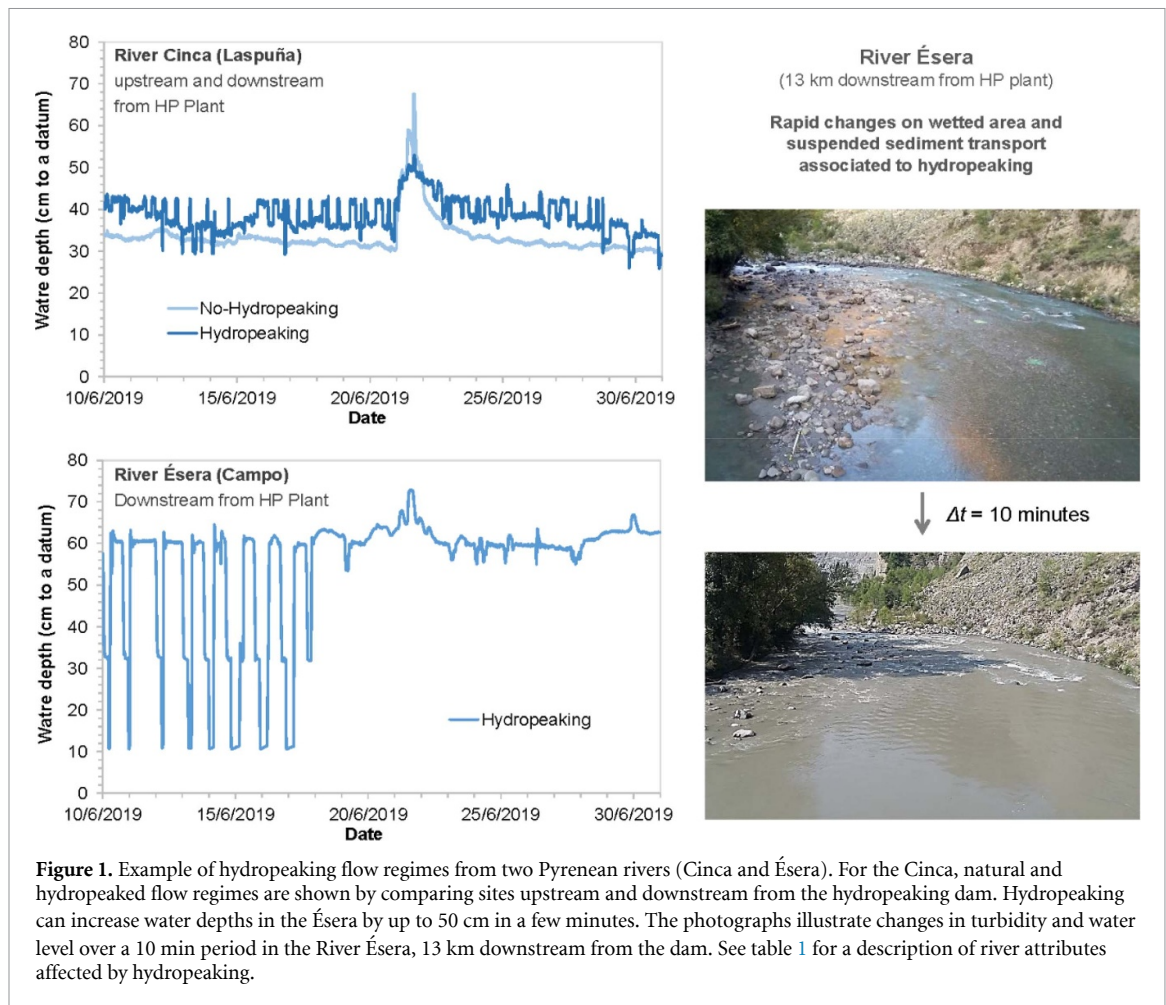 River Cinca (Laspuña)
upstream and downstream
from HP Plant
Watre depth (cm to a datum)
80
70
60
50
40
30
20
10
0
No-Hydropeaking
Hydropeaking
10/6/2019 15/6/2019 20/6/2019 25/6/2019 30/6/2019
Date
River Ésera (Campo)
Downstream from HP Plant
Watre depth (cm to a datum)
80
70
60
50
40
30
20
10
0
Hydropeaking
10/6/2019 15/6/2019 20/6/2019 25/6/2019 30/6/2019
Date
River Ésera
(13 km downstream from HP plant)
Rapid changes on wetted area and
suspended sediment transport
associated to hydropeaking
Δt = 10 minutes
Figure 1. Example of hydropeaking flow regimes from two Pyrenean rivers (Cinca and Ésera). For the Cinca, natural and
hydropeaked flow regimes are shown by comparing sites upstream and downstream from the hydropeaking dam. Hydropeaking
can increase water depths in the Ésera by up to 50 cm in a few minutes. The photographs illustrate changes in turbidity and water
level over a 10 min period in the River Ésera, 13 km downstream from the dam. See table 1 for a description of river attributes
affected by hydropeaking.